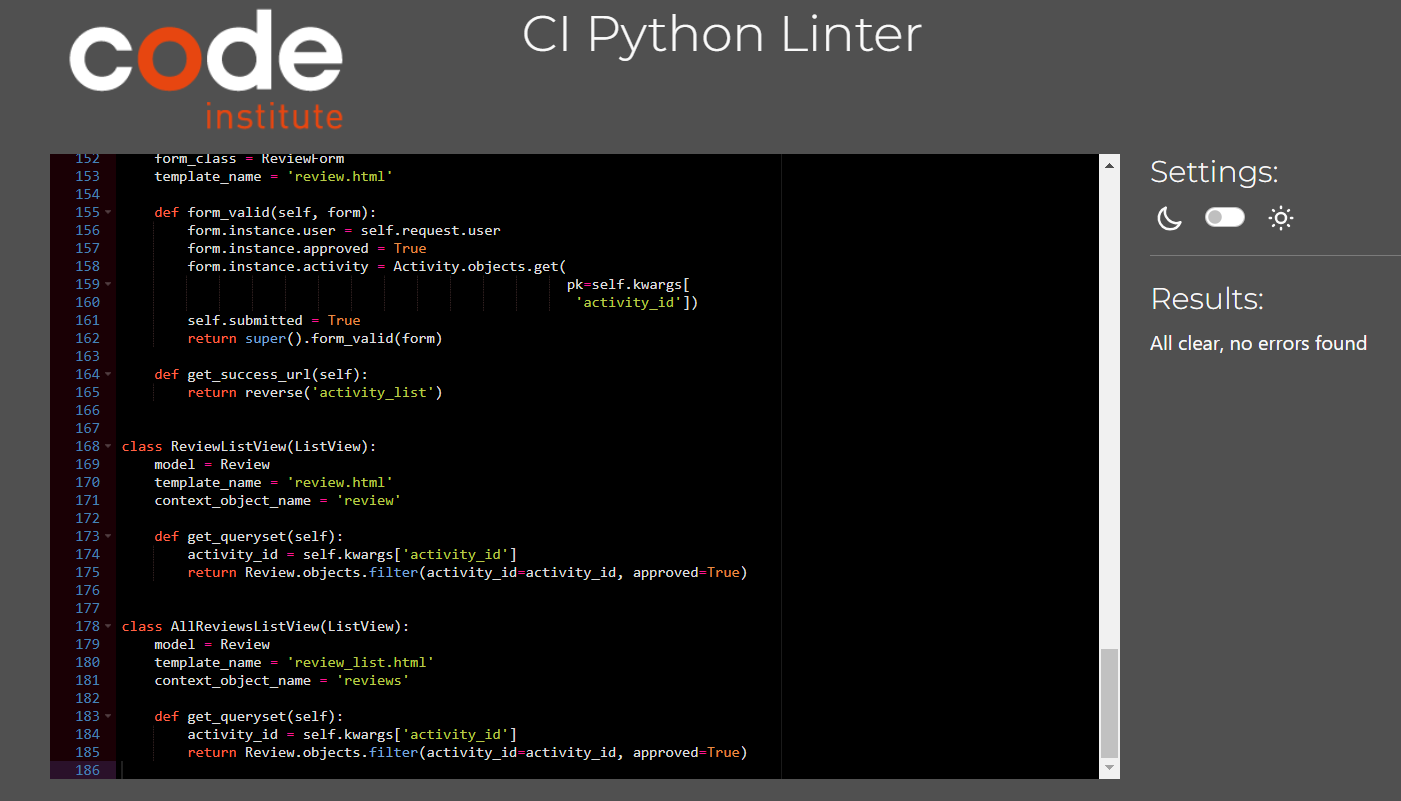 code
institute
CI Python Linter
152 form_class = ReviewForm
153 template_name = 'review.html'
154
155 def form_valid(self, form):
156 form.instance.user = self.request.user
157 form.instance.approved = True
158 form.instance.activity = Activity.objects.get(
159 pk=self.kwargs[
160 'activity_id'])
161 self.submitted = True
162 return super().form_valid(form)
163
164 def get_success_url(self):
165 return reverse('activity_list')
166
167
168 class ReviewListView(ListView):
169 model = Review
170 template_name = 'review.html'
171 context_object_name = 'review'
172
173 def get_queryset(self):
174 activity_id = self.kwargs['activity_id']
175 return Review.objects.filter(activity_id=activity_id, approved=True)
176
177
178 class AllReviewsListView(ListView):
179 model = Review
180 template_name = 'review_list.html'
181 context_object_name = 'reviews'
182
183 def get_queryset(self):
184 activity_id = self.kwargs['activity_id']
185 return Review.objects.filter(activity_id=activity_id, approved=True)
186
Settings:
Results:
All clear, no errors found